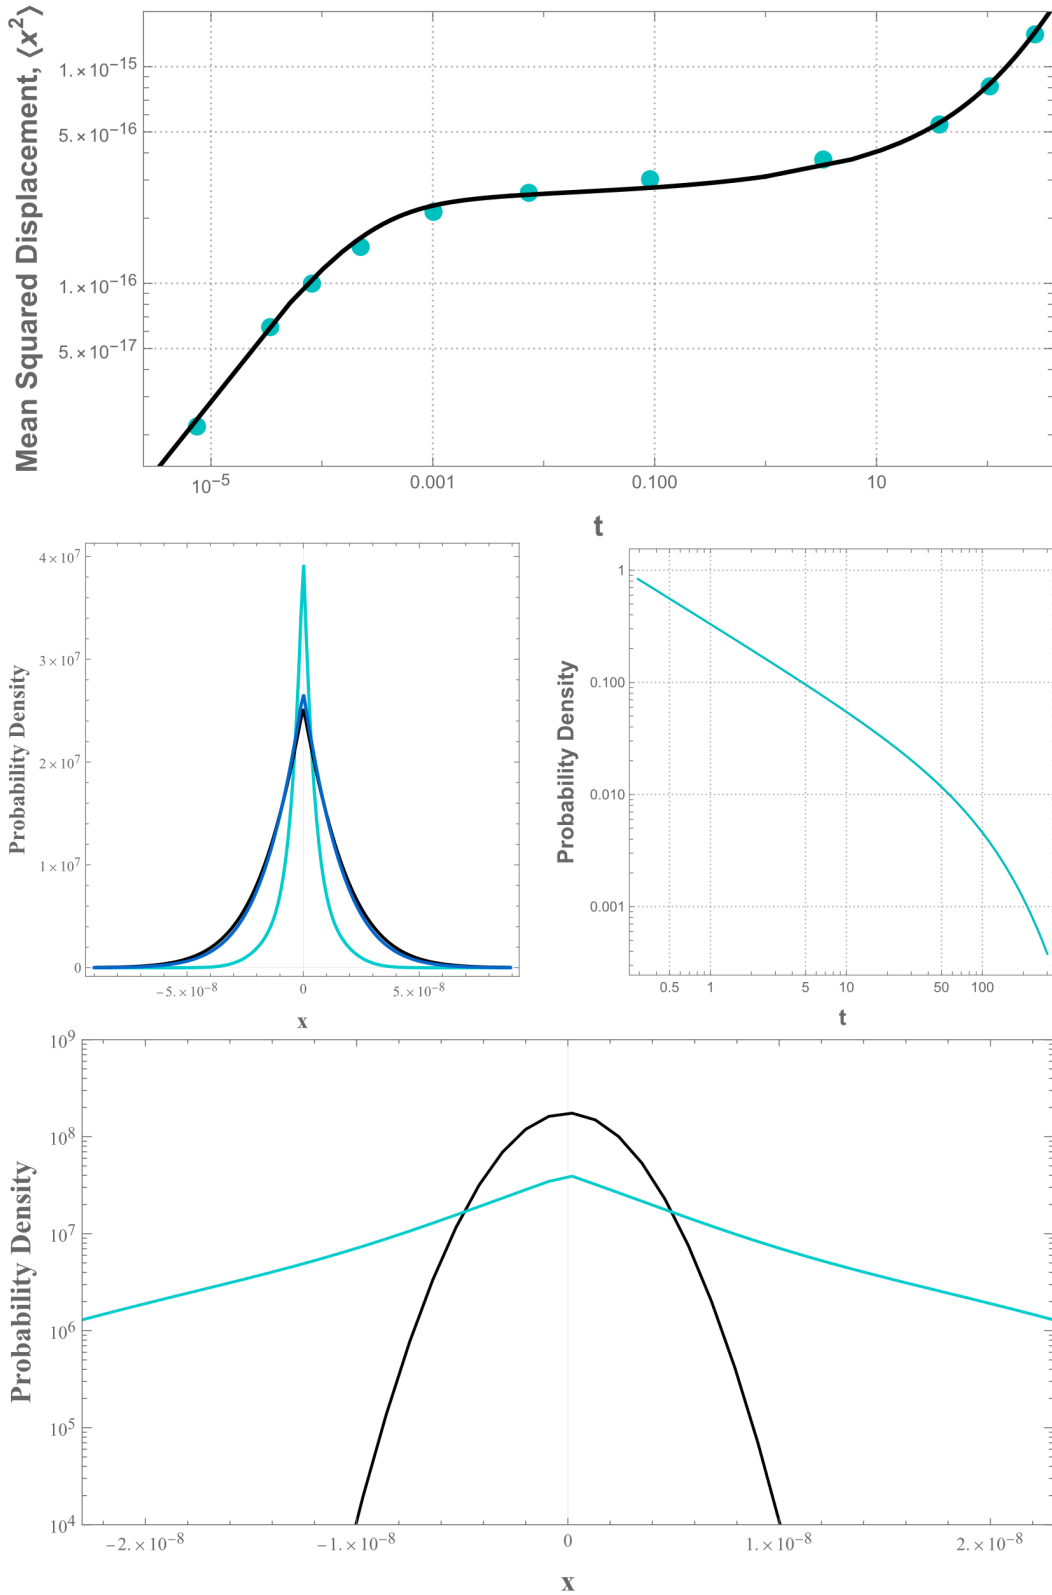 Mean Squared Displacement, ⟨x²⟩
1.×10⁻¹⁵
5.×10⁻¹⁶
1.×10⁻¹⁶
5.×10⁻¹⁷
10⁻⁵ 0.001 0.100 10
t
Probability Density
4×10⁷
3×10⁷
2×10⁷
1×10⁷
0
−5.×10⁻⁸ 0 5.×10⁻⁸
x
Probability Density
1
0.100
0.010
0.001
0.5 1 5 10 50 100
t
Probability Density
10⁹
10⁸
10⁷
10⁶
10⁵
10⁴
−2.×10⁻⁸ −1.×10⁻⁸ 0 1.×10⁻⁸ 2.×10⁻⁸
x